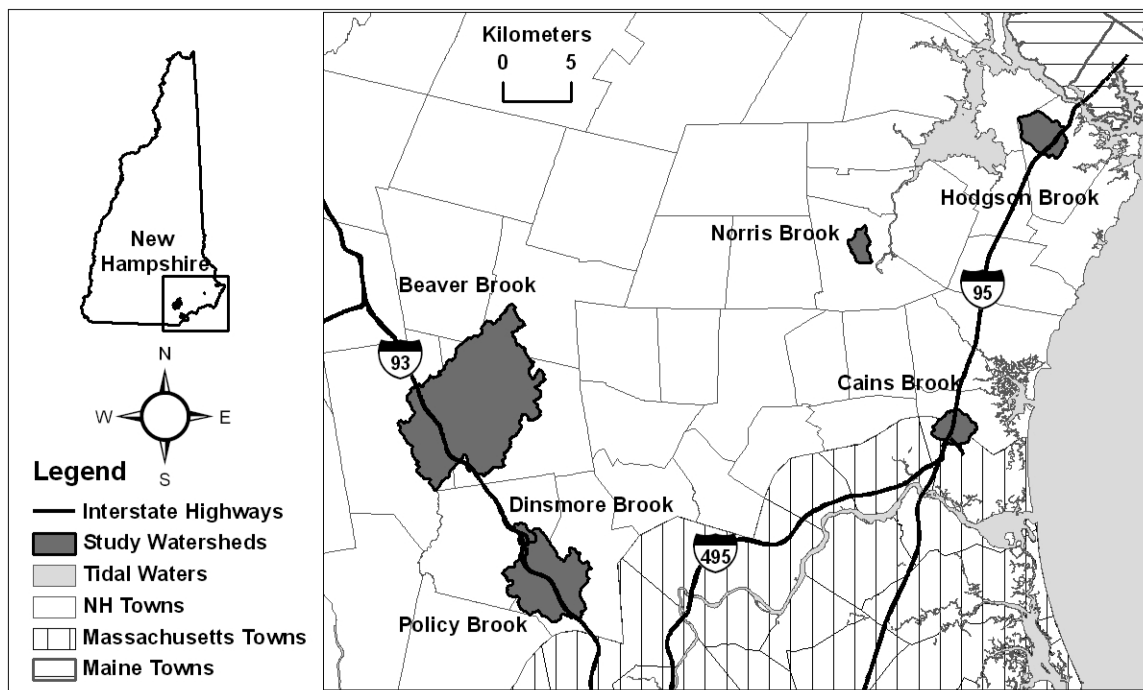 New
Hampshire
N
W
E
S
Legend
Interstate Highways
Study Watersheds
Tidal Waters
NH Towns
Massachusetts Towns
Maine Towns
Kilometers
0 5
Hodgson Brook
Norris Brook
95
Beaver Brook
93
Cains Brook
Dinsmore Brook
495
Policy Brook